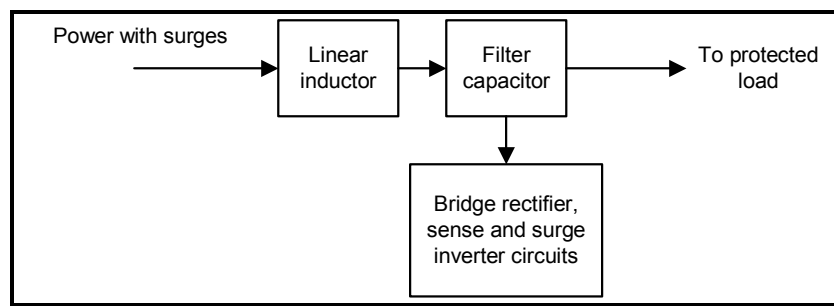 Power with surges
Linear
inductor
Filter
capacitor
To protected
load
Bridge rectifier,
sense and surge
inverter circuits